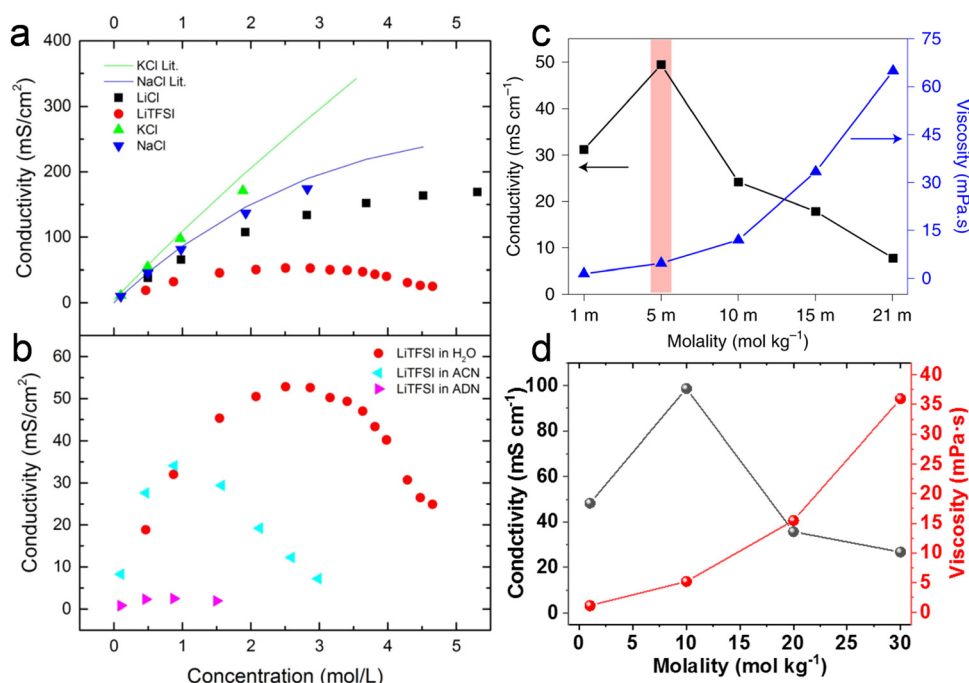 a
0 1 2 3 4 5
Conductivity (mS/cm²)
400
300
200
100
0
KCl Lit.
NaCl Lit.
LiCl
LiTFSI
KCl
NaCl
b
Conductivity (mS/cm²)
60
50
40
30
20
10
0
LiTFSI in H₂O
LiTFSI in ACN
LiTFSI in ADN
0 1 2 3 4 5
Concentration (mol/L)
c
Conductivity (mS cm⁻¹)
50
40
30
20
10
0
75
60
45
30
15
0
Viscosity (mPa.s)
1 m 5 m 10 m 15 m 21 m
Molality (mol kg⁻¹)
d
Condctivity (mS cm⁻¹)
100
80
60
40
20
0
40
35
30
25
20
15
10
5
0
Viscosity (mPa·s)
0 10 20 30
Molality (mol kg⁻¹)